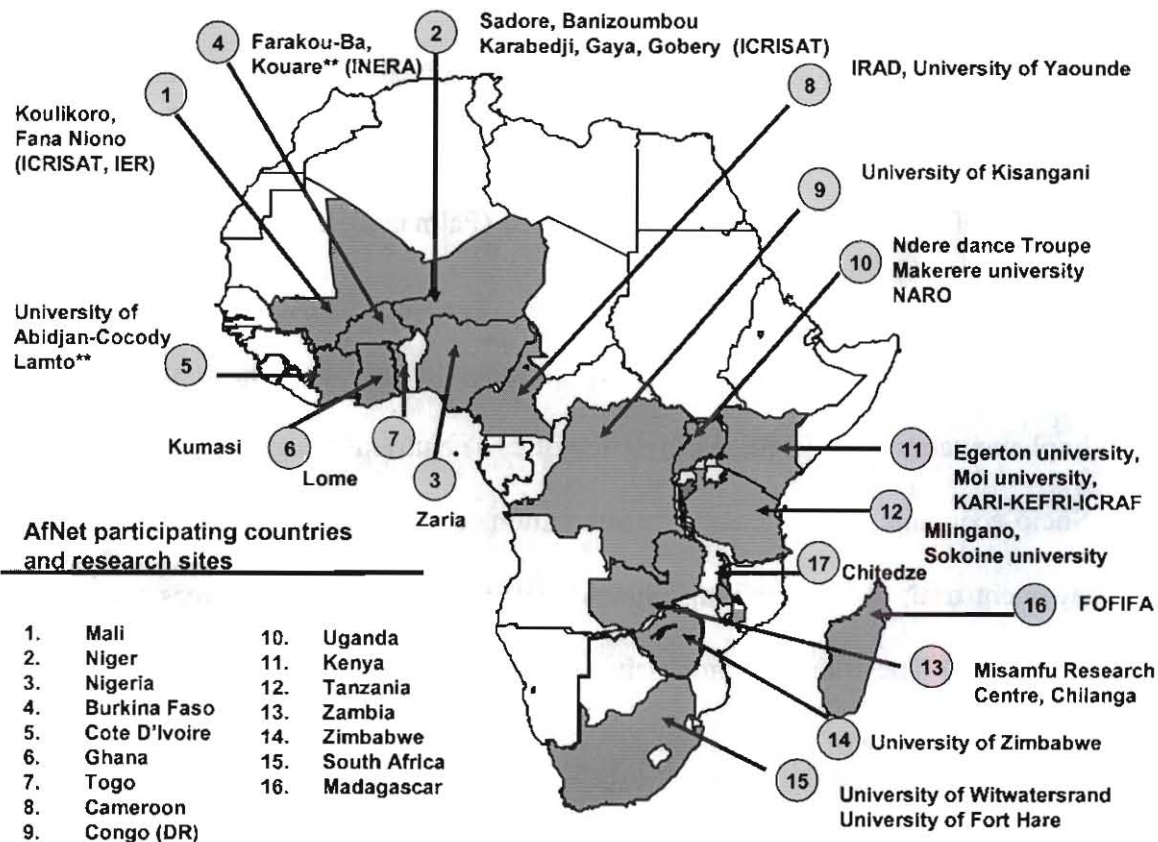 4
Farakou-Ba,
Kouare** (INERA)
2
Sadore, Banizoumbou
Karabedji, Gaya, Gobery (ICRISAT)
8
IRAD, University of Yaounde
1
Koulikoro,
Fana Niono
(ICRISAT, IER)
9
University of Kisangani
10
Ndere dance Troupe
Makerere university
NARO
University of
Abidjan-Cocody
Lamto**
5
Kumasi
6
Lome
7
3
Zaria
11
Egerton university,
Moi university,
KARI-KEFRI-ICRAF
12
Mlingano,
Sokoine university
17
Chitedze
16
FOFIFA
13
Misamfu Research
Centre, Chilanga
14
University of Zimbabwe
15
University of Witwatersrand
University of Fort Hare
AfNet participating countries
and research sites
1. Mali
2. Niger
3. Nigeria
4. Burkina Faso
5. Cote D'Ivoire
6. Ghana
7. Togo
8. Cameroon
9. Congo (DR)
10. Uganda
11. Kenya
12. Tanzania
13. Zambia
14. Zimbabwe
15. South Africa
16. Madagascar